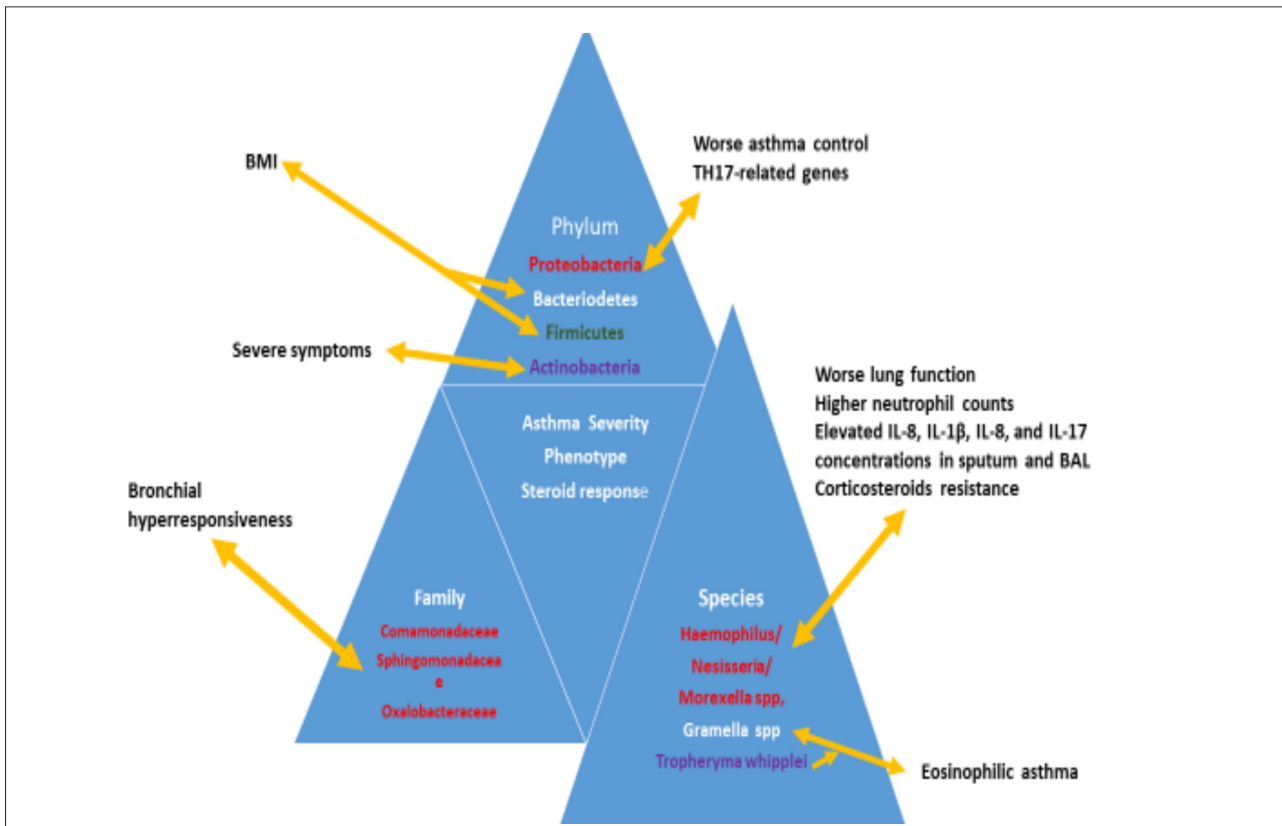 BMI
Worse asthma control
TH17-related genes
Phylum
Proteobacteria
Bacteriodetes
Firmicutes
Actinobacteria
Severe symptoms
Asthma Severity
Phenotype
Steroid response
Worse lung function
Higher neutrophil counts
Elevated IL-8, IL-1β, IL-8, and IL-17
concentrations in sputum and BAL
Corticosteroids resistance
Bronchial
hyperresponsiveness
Family
Comamonadaceae
Sphingomonadacea
e
Oxalobacteraceae
Species
Haemophilus/
Nesisseria/
Morexella spp,
Gramella spp
Tropheryma whipplei
Eosinophilic asthma